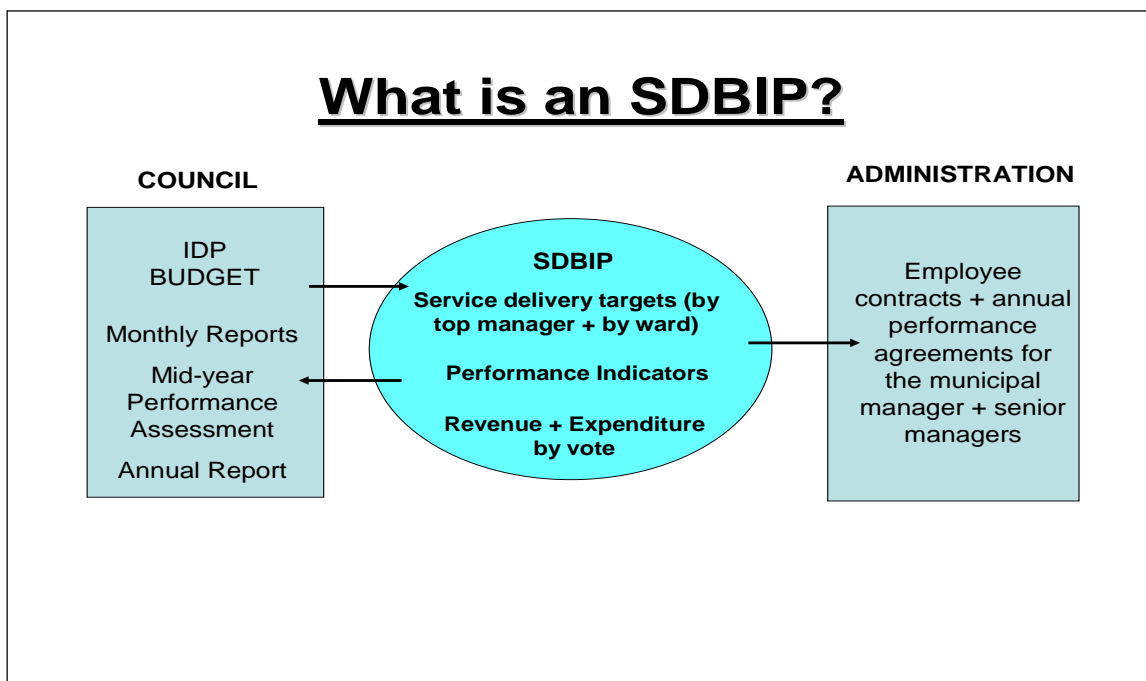 What is an SDBIP?
COUNCIL
IDP
BUDGET
Monthly Reports
Mid-year
Performance
Assessment
Annual Report
SDBIP
Service delivery targets (by
top manager + by ward)
Performance Indicators
Revenue + Expenditure
by vote
ADMINISTRATION
Employee
contracts + annual
performance
agreements for
the municipal
manager + senior
managers